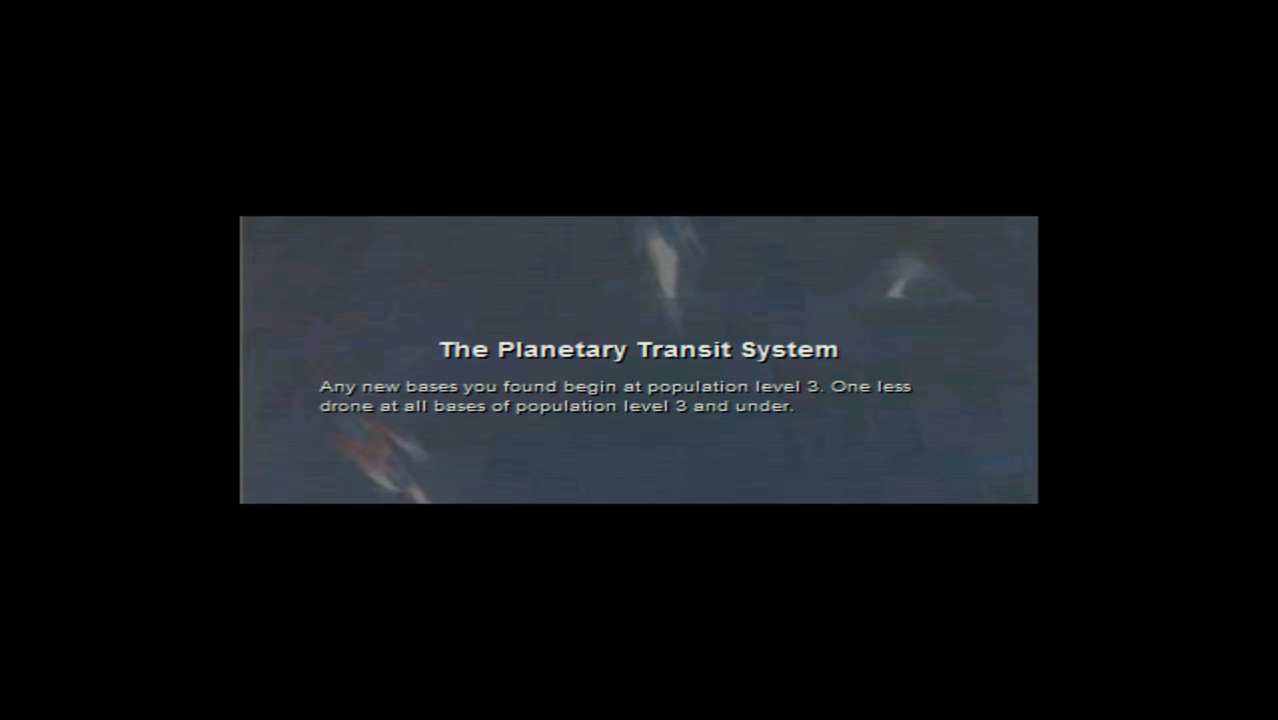 The Planetary Transit System
Any new bases you found begin at population level 3. One less
drone at all bases of population level 3 and under.